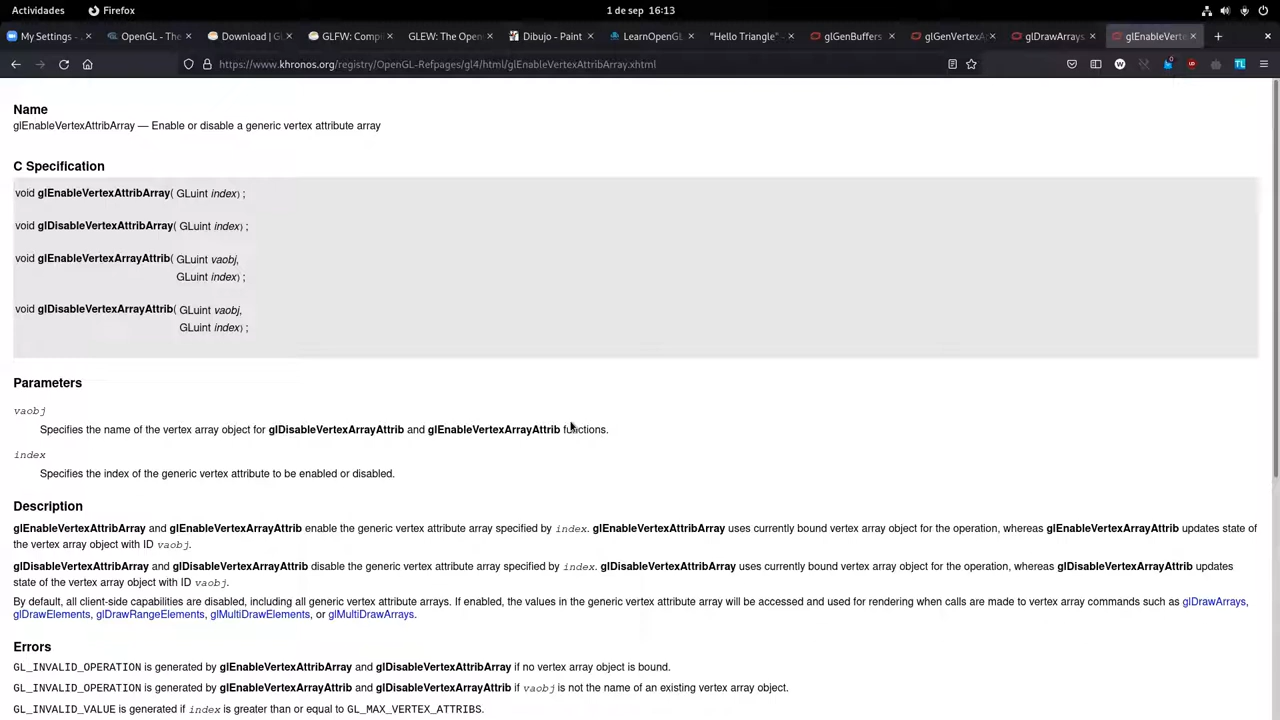 Actividades Firefox 1 de sep 16:13
My Settings - OpenGL - The Download | Gl GLFW: Comp GLEW: The Open Dibujo - Paint LearnOpenGL "Hello Triangle" glGenBuffers glGenVertexA glDrawArrays glEnableVerte
https://www.khronos.org/registry/OpenGL-Refpages/gl4/html/glEnableVertexAttribArray.xhtml
Name
glEnableVertexAttribArray — Enable or disable a generic vertex attribute array
C Specification
void glEnableVertexAttribArray( GLuint index) ;
void glDisableVertexAttribArray( GLuint index) ;
void glEnableVertexArrayAttrib( GLuint vaobj,
GLuint index) ;
void glDisableVertexArrayAttrib( GLuint vaobj,
GLuint index) ;
Parameters
vaobj
Specifies the name of the vertex array object for glDisableVertexArrayAttrib and glEnableVertexArrayAttrib functions.
index
Specifies the index of the generic vertex attribute to be enabled or disabled.
Description
glEnableVertexAttribArray and glEnableVertexArrayAttrib enable the generic vertex attribute array specified by index. glEnableVertexAttribArray uses currently bound vertex array object for the operation, whereas glEnableVertexArrayAttrib updates state of
the vertex array object with ID vaobj.
glDisableVertexAttribArray and glDisableVertexArrayAttrib disable the generic vertex attribute array specified by index. glDisableVertexAttribArray uses currently bound vertex array object for the operation, whereas glDisableVertexArrayAttrib updates
state of the vertex array object with ID vaobj.
By default, all client-side capabilities are disabled, including all generic vertex attribute arrays. If enabled, the values in the generic vertex attribute array will be accessed and used for rendering when calls are made to vertex array commands such as glDrawArrays,
glDrawElements, glDrawRangeElements, glMultiDrawElements, or glMultiDrawArrays.
Errors
GL_INVALID_OPERATION is generated by glEnableVertexAttribArray and glDisableVertexAttribArray if no vertex array object is bound.
GL_INVALID_OPERATION is generated by glEnableVertexArrayAttrib and glDisableVertexArrayAttrib if vaobj is not the name of an existing vertex array object.
GL_INVALID_VALUE is generated if index is greater than or equal to GL_MAX_VERTEX_ATTRIBS.